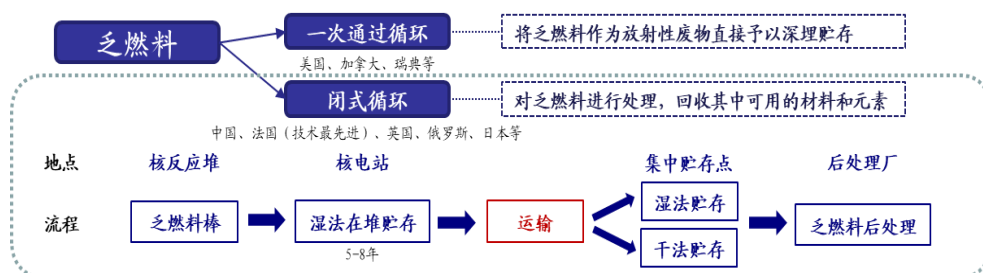 乏燃料
一次通过循环
将乏燃料作为放射性废物直接予以深埋贮存
美国、加拿大、瑞典等
闭式循环
对乏燃料进行处理，回收其中可用的材料和元素
中国、法国（技术最先进）、英国、俄罗斯、日本等
地点 核反应堆 核电站 集中贮存点 后处理厂
流程 乏燃料棒 湿法在堆贮存 运输 湿法贮存 乏燃料后处理
干法贮存
5-8年